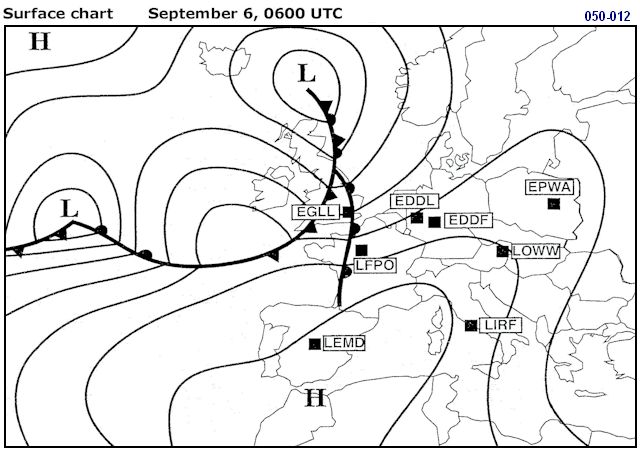 Surface chart September 6, 0600 UTC
050-012
H
L
L
EPWA
EGLL
EDDL
EDDF
LOWW
LFPO
LIRF
LEMD
H